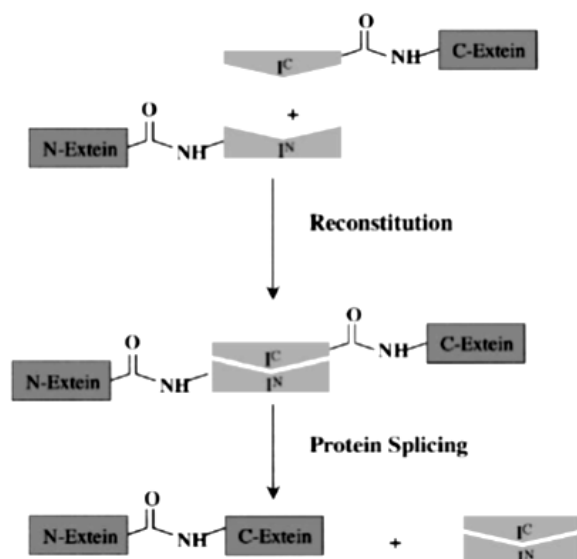 O
NH
C-Extein
I^C
+
O
N-Extein
NH
I^N
Reconstitution
O
NH
C-Extein
I^C
O
I^N
N-Extein
NH
Protein Splicing
O
N-Extein
NH
C-Extein
+
I^C
I^N